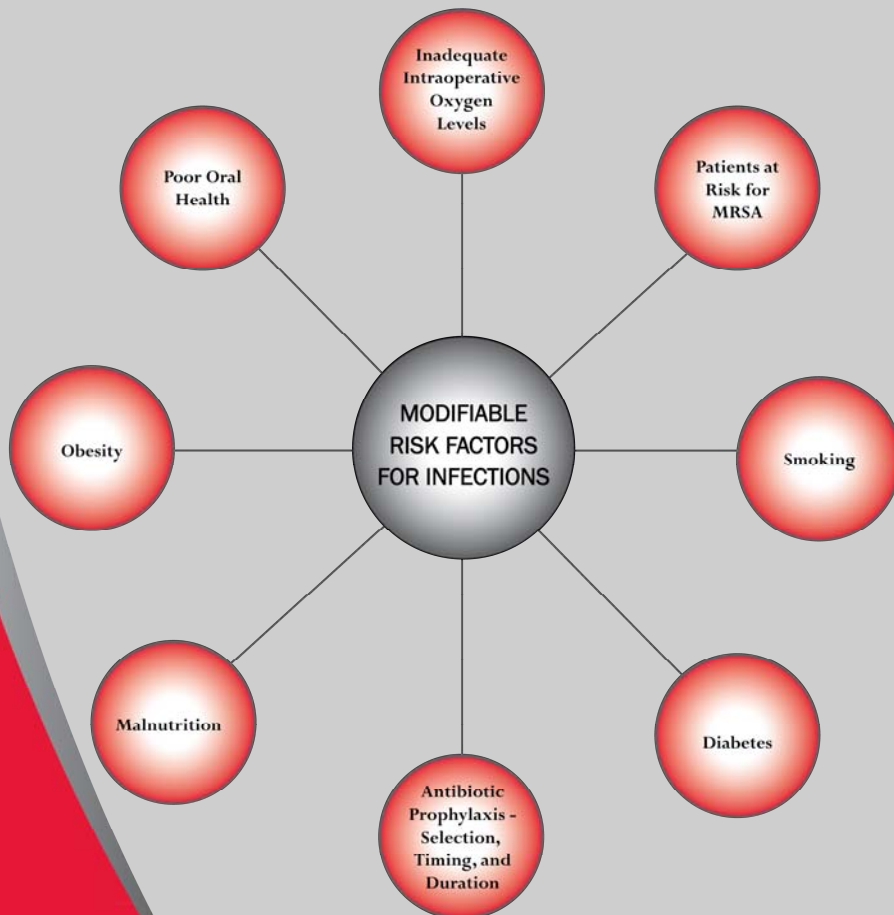 Inadequate
Intraoperative
Oxygen
Levels
Poor Oral
Health
Patients at
Risk for
MRSA
MODIFIABLE
RISK FACTORS
FOR INFECTIONS
Obesity
Smoking
Malnutrition
Diabetes
Antibiotic
Prophylaxis -
Selection,
Timing, and
Duration